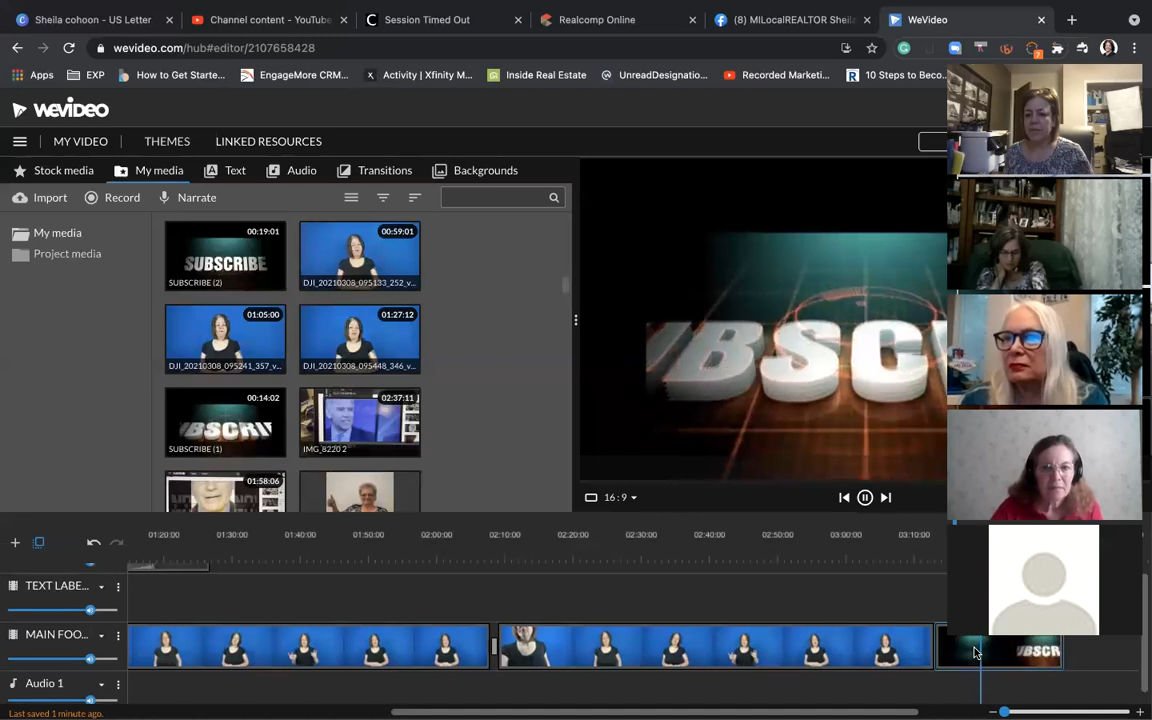 Sheila cohoon - US Letter
Channel content - YouTube
Session Timed Out
Realcomp Online
(8) MILocalREALTOR Sheila
WeVideo
wevideo.com/hub#editor/2107658428
7
Apps
EXP
How to Get Starte...
EngageMore CRM...
Activity | Xfinity M...
Inside Real Estate
UnreadDesignatio...
Recorded Marketi...
10 Steps to Beco...
WEVIDEO
MY VIDEO
THEMES
LINKED RESOURCES
Stock media
My media
Text
Audio
Transitions
Backgrounds
Import
Record
Narrate
My media
Project media
00:19:01
SUBSCRIBE
SUBSCRIBE (2)
00:59:01
DJI_20210308_095133_252_v...
01:05:00
DJI_20210308_095241_357_v...
01:27:12
DJI_20210308_095448_346_v...
00:14:02
SUBSCRIBE (1)
02:37:11
IMG_8220 2
01:58:06
16:9
01:20:00
01:30:00
01:40:00
01:50:00
02:00:00
02:10:00
02:20:00
02:30:00
02:40:00
02:50:00
03:00:00
03:10:00
TEXT LABE...
MAIN FOO...
Audio 1
Last saved 1 minute ago.